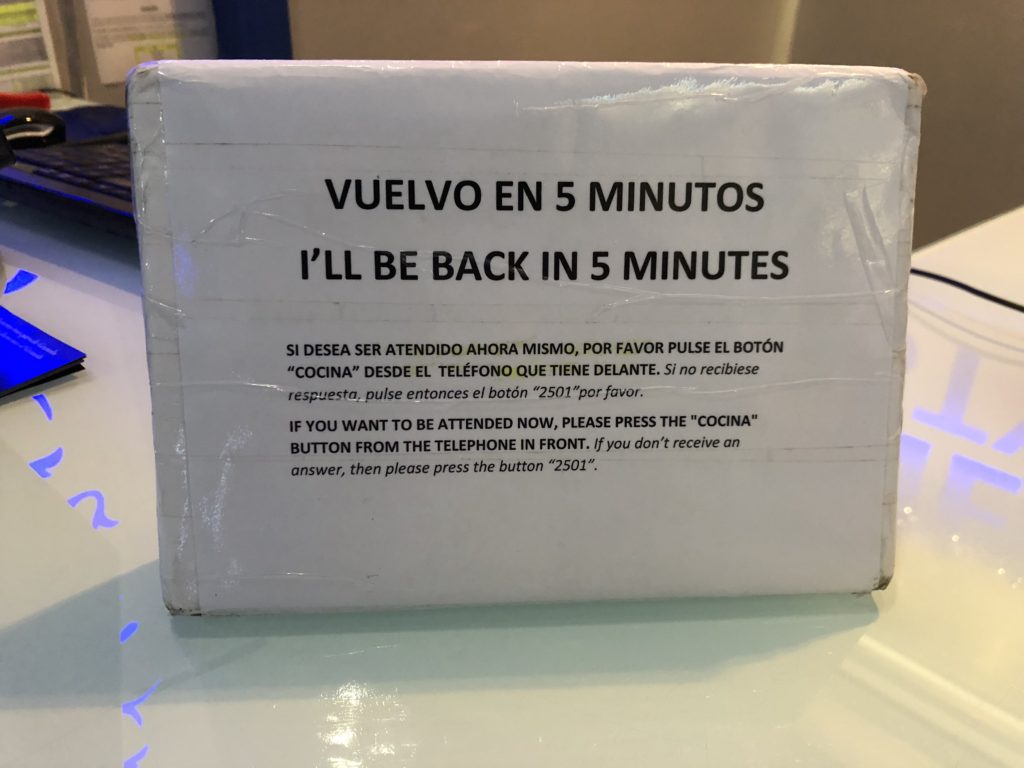 VUELVO EN 5 MINUTOS
I’LL BE BACK IN 5 MINUTES
SI DESEA SER ATENDIDO AHORA MISMO, POR FAVOR PULSE EL BOTÓN
“COCINA” DESDE EL TELÉFONO QUE TIENE DELANTE. Si no recibiese
respuesta, pulse entonces el botón “2501”por favor.
IF YOU WANT TO BE ATTENDED NOW, PLEASE PRESS THE "COCINA"
BUTTON FROM THE TELEPHONE IN FRONT. If you don’t receive an
answer, then please press the button “2501”.